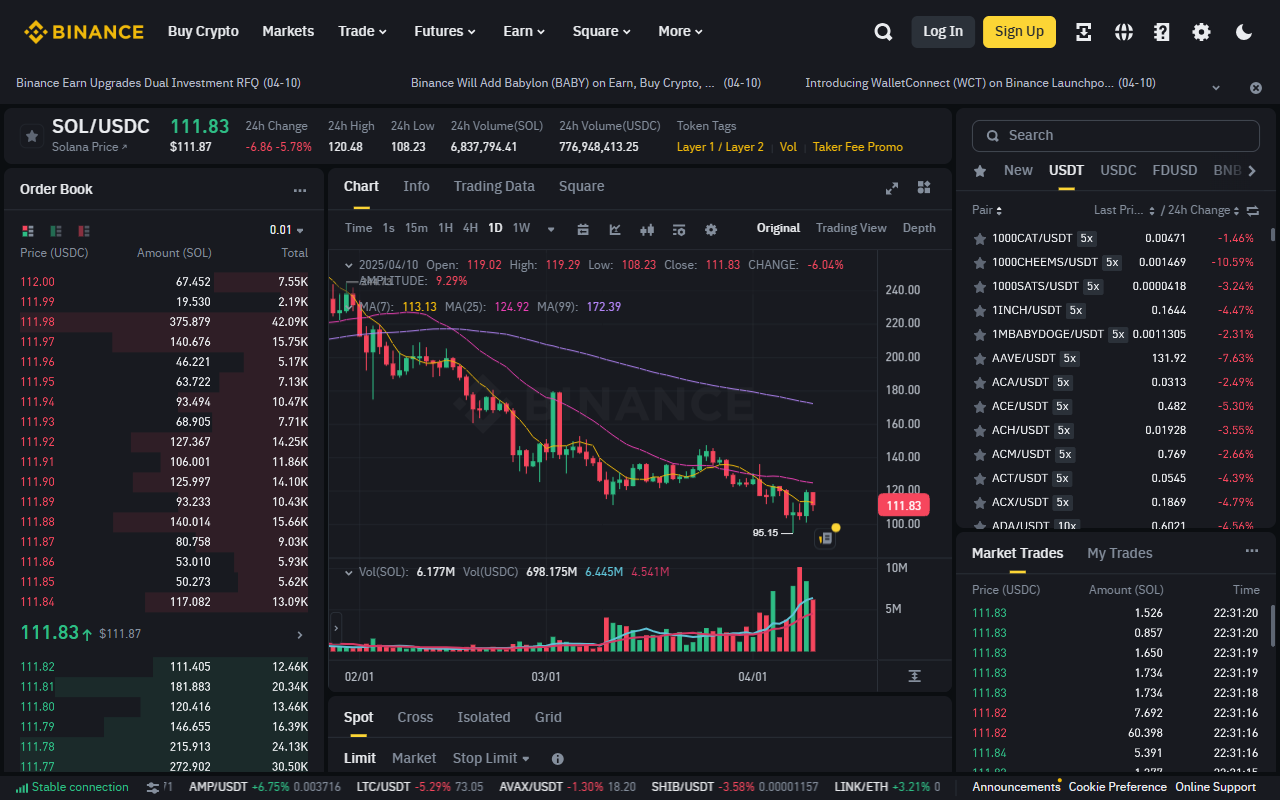 BINANCE Buy Crypto Markets Trade Futures Earn Square More Log In Sign Up
Binance Earn Upgrades Dual Investment RFQ (04-10) Binance Will Add Babylon (BABY) on Earn, Buy Crypto, ... (04-10) Introducing WalletConnect (WCT) on Binance Launchpo... (04-10)
SOL/USDC
Solana Price
111.83
$111.87
24h Change
-6.86 -5.78%
24h High
120.48
24h Low
108.23
24h Volume(SOL)
6,837,794.41
24h Volume(USDC)
776,948,413.25
Token Tags
Layer 1 / Layer 2 Vol Taker Fee Promo
Order Book
0.01
Price (USDC) Amount (SOL) Total
112.00 67.452 7.55K
111.99 19.530 2.19K
111.98 375.879 42.09K
111.97 140.676 15.75K
111.96 46.221 5.17K
111.95 63.722 7.13K
111.94 93.494 10.47K
111.93 68.905 7.71K
111.92 127.367 14.25K
111.91 106.001 11.86K
111.90 125.997 14.10K
111.89 93.233 10.43K
111.88 140.014 15.66K
111.87 80.758 9.03K
111.86 53.010 5.93K
111.85 50.273 5.62K
111.84 117.082 13.09K
111.83 $111.87
111.82 111.405 12.46K
111.81 181.883 20.34K
111.80 120.416 13.46K
111.79 146.655 16.39K
111.78 215.913 24.13K
111.77 272.902 30.50K
Chart Info Trading Data Square
Time 1s 15m 1H 4H 1D 1W Original Trading View Depth
2025/04/10 Open: 119.02 High: 119.29 Low: 108.23 Close: 111.83 CHANGE: -6.04%
AMPLITUDE: 9.29%
MA(7): 113.13 MA(25): 124.92 MA(99): 172.39
240.00
220.00
200.00
180.00
160.00
140.00
120.00
111.83
100.00
BINANCE
95.15
Vol(SOL): 6.177M Vol(USDC) 698.175M 6.445M 4.541M
10M
5M
02/01 03/01 04/01
Spot Cross Isolated Grid
Limit Market Stop Limit
Search
New USDT USDC FDUSD BNB
Pair Last Pri... / 24h Change
1000CAT/USDT 5x 0.00471 -1.46%
1000CHEEMS/USDT 5x 0.001469 -10.59%
1000SATS/USDT 5x 0.0000418 -3.24%
1INCH/USDT 5x 0.1644 -4.47%
1MBABYDOGE/USDT 5x 0.0011305 -2.31%
AAVE/USDT 5x 131.92 -7.63%
ACA/USDT 5x 0.0313 -2.49%
ACE/USDT 5x 0.482 -5.30%
ACH/USDT 5x 0.01928 -3.55%
ACM/USDT 5x 0.769 -2.66%
ACT/USDT 5x 0.0545 -4.39%
ACX/USDT 5x 0.1869 -4.79%
ADA/USDT 10x 0.6021 -4.56%
Market Trades My Trades
Price (USDC) Amount (SOL) Time
111.83 1.526 22:31:20
111.83 0.857 22:31:20
111.83 1.650 22:31:19
111.83 1.734 22:31:19
111.83 1.734 22:31:18
111.82 7.692 22:31:16
111.82 60.398 22:31:16
111.84 5.391 22:31:16
Stable connection 71 AMP/USDT +6.75% 0.003716 LTC/USDT -5.29% 73.05 AVAX/USDT -1.30% 18.20 SHIB/USDT -3.58% 0.00001157 LINK/ETH +3.21% 0 Announcements Cookie Preference Online Support